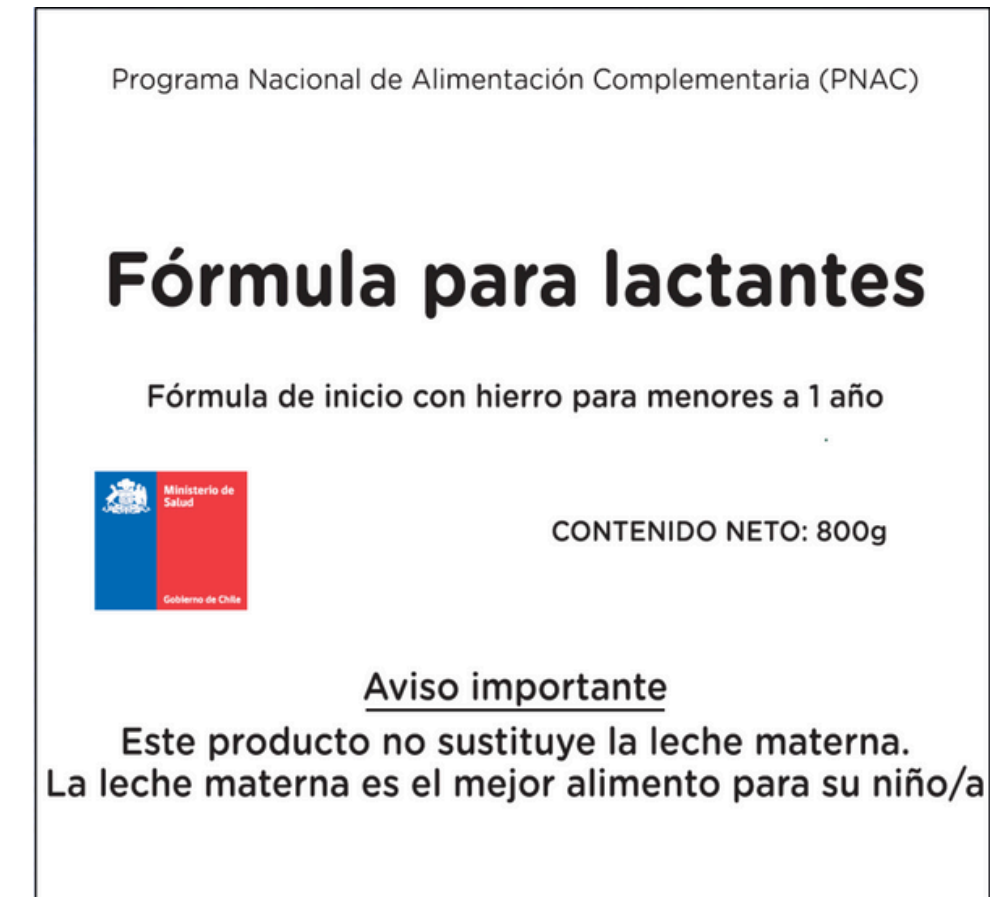 Programa Nacional de Alimentación Complementaria (PNAC)
Fórmula para lactantes
Fórmula de inicio con hierro para menores a 1 año
Ministerio de
Salud
CONTENIDO NETO: 800g
Gobierno de Chile
Aviso importante
Este producto no sustituye la leche materna.
La leche materna es el mejor alimento para su niño/a